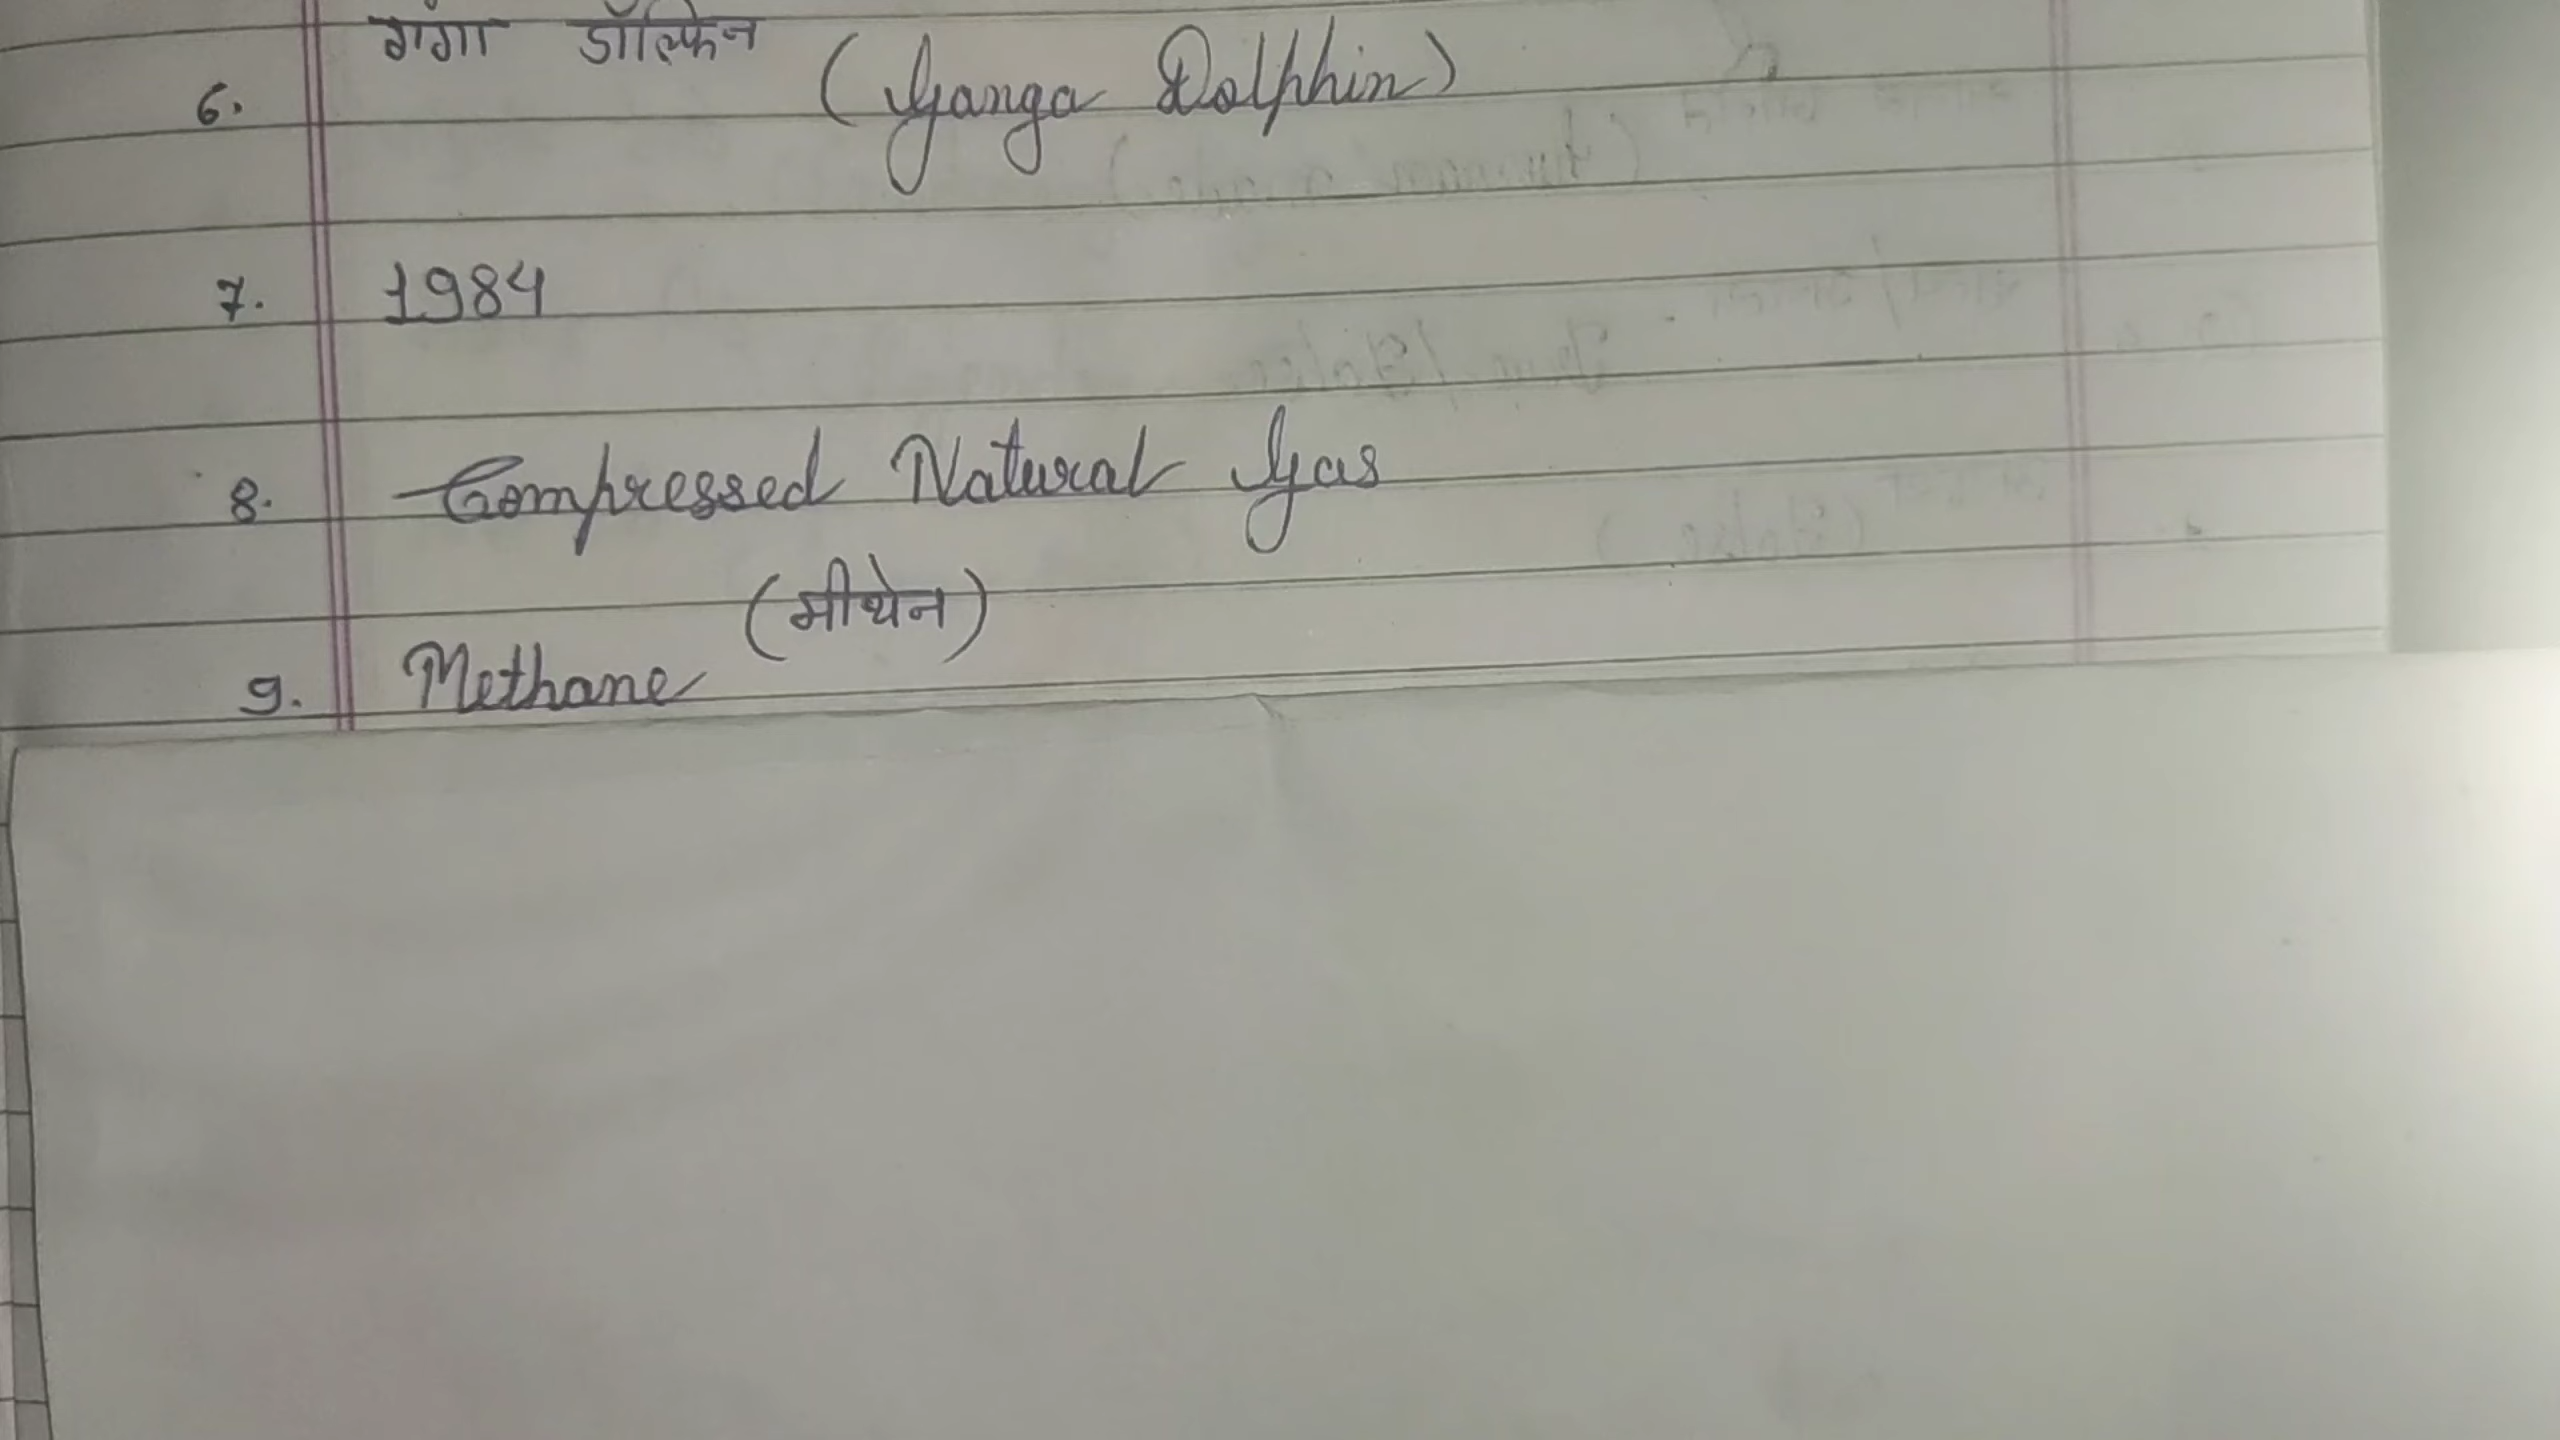 6. गंगा डॉल्फिन (Ganga Dolphin)
7. 1984
8. Compressed Natural Gas
(मीथेन)
9. Methane